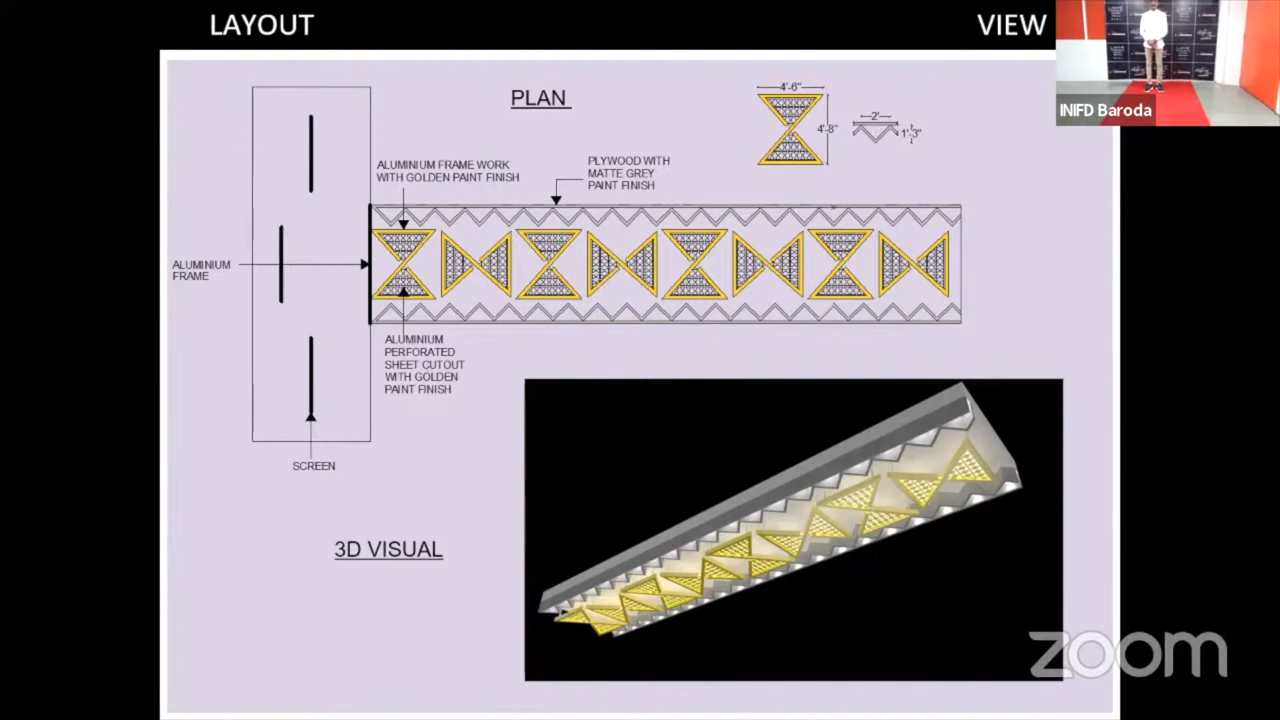 LAYOUT
VIEW
INIFD Baroda
PLAN
4'-6"
4'-8"
2'
1'-3"
ALUMINIUM FRAME WORK
WITH GOLDEN PAINT FINISH
PLYWOOD WITH
MATTE GREY
PAINT FINISH
ALUMINIUM
FRAME
ALUMINIUM
PERFORATED
SHEET CUTOUT
WITH GOLDEN
PAINT FINISH
SCREEN
3D VISUAL
zoom